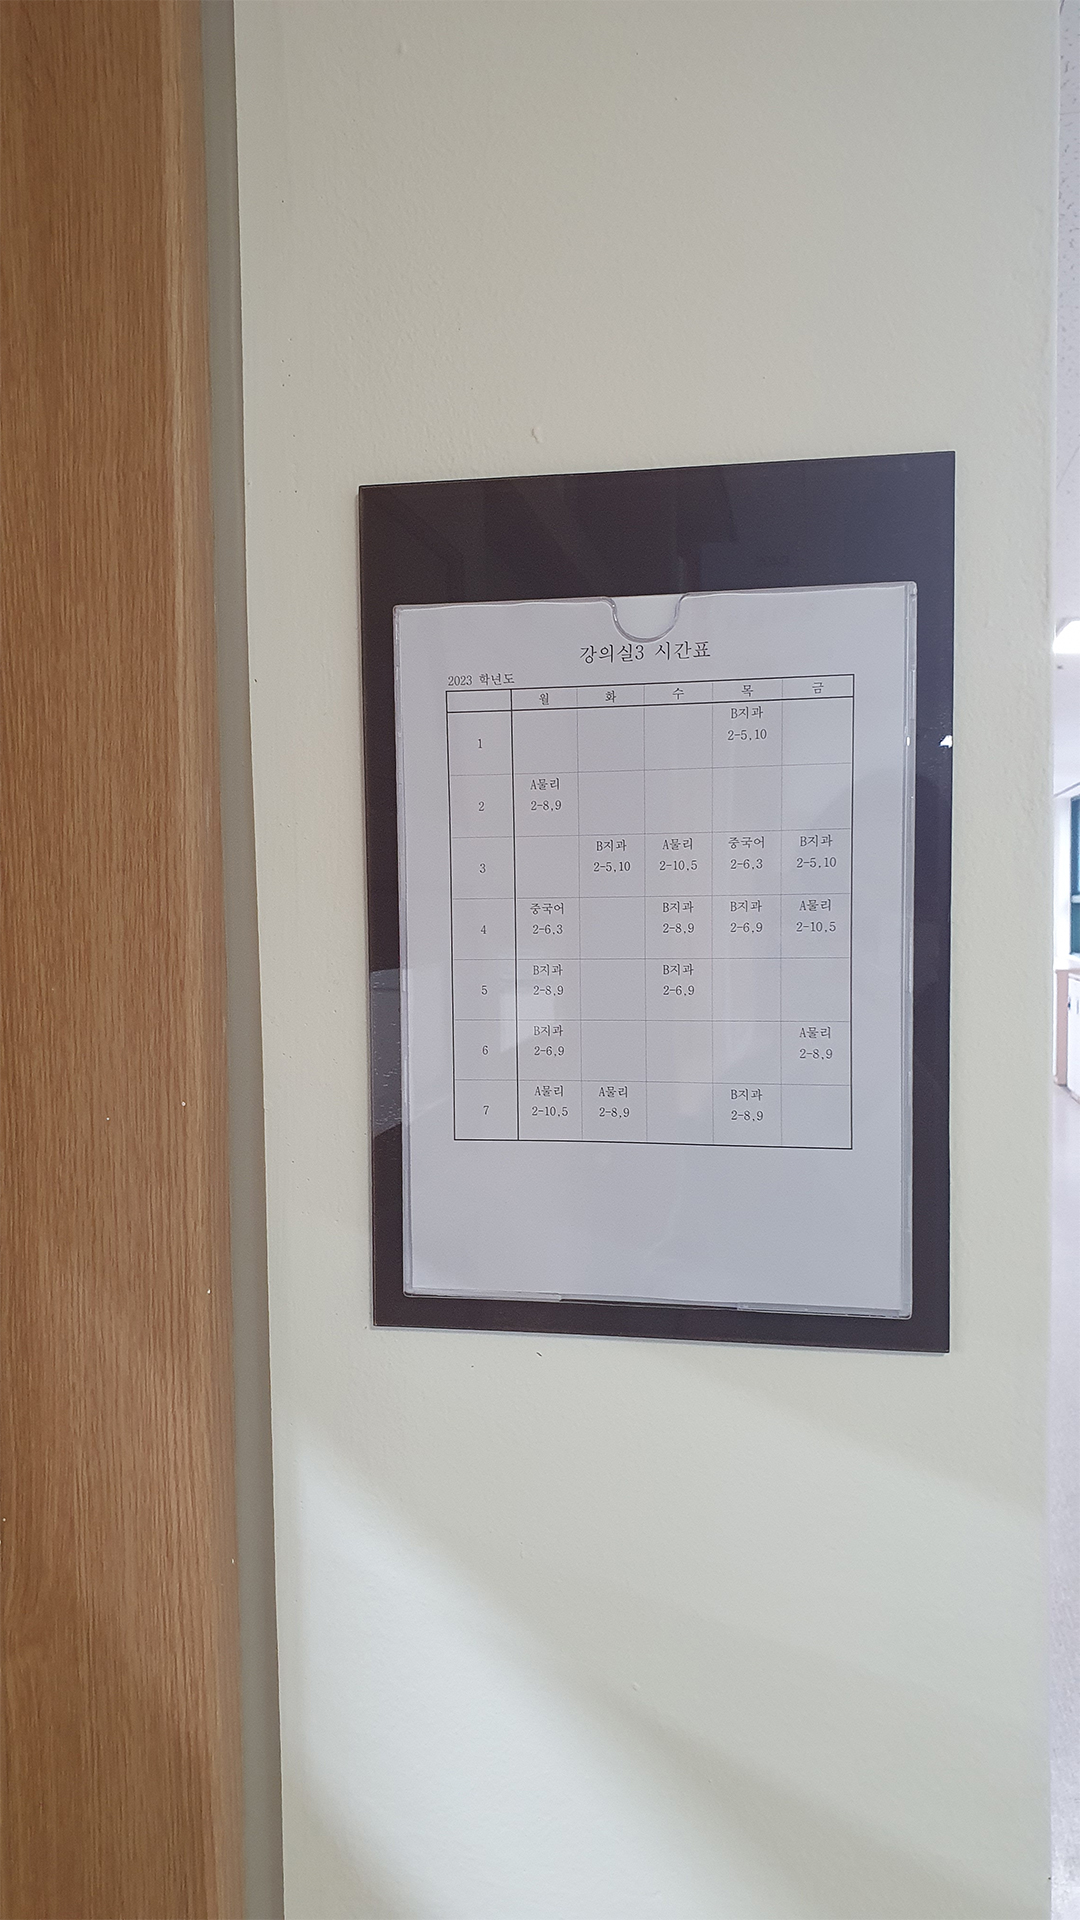 강의실3 시간표
2023 학년도
월 화 수 목 금
1 B지과
2-5,10
2 A물리
2-8,9
3 B지과 A물리 중국어 B지과
2-5,10 2-10,5 2-6,3 2-5,10
4 중국어 B지과 B지과 A물리
2-6,3 2-8,9 2-6,9 2-10,5
5 B지과 B지과
2-8,9 2-6,9
6 B지과 A물리
2-6,9 2-8,9
7 A물리 A물리 B지과
2-10,5 2-8,9 2-8,9